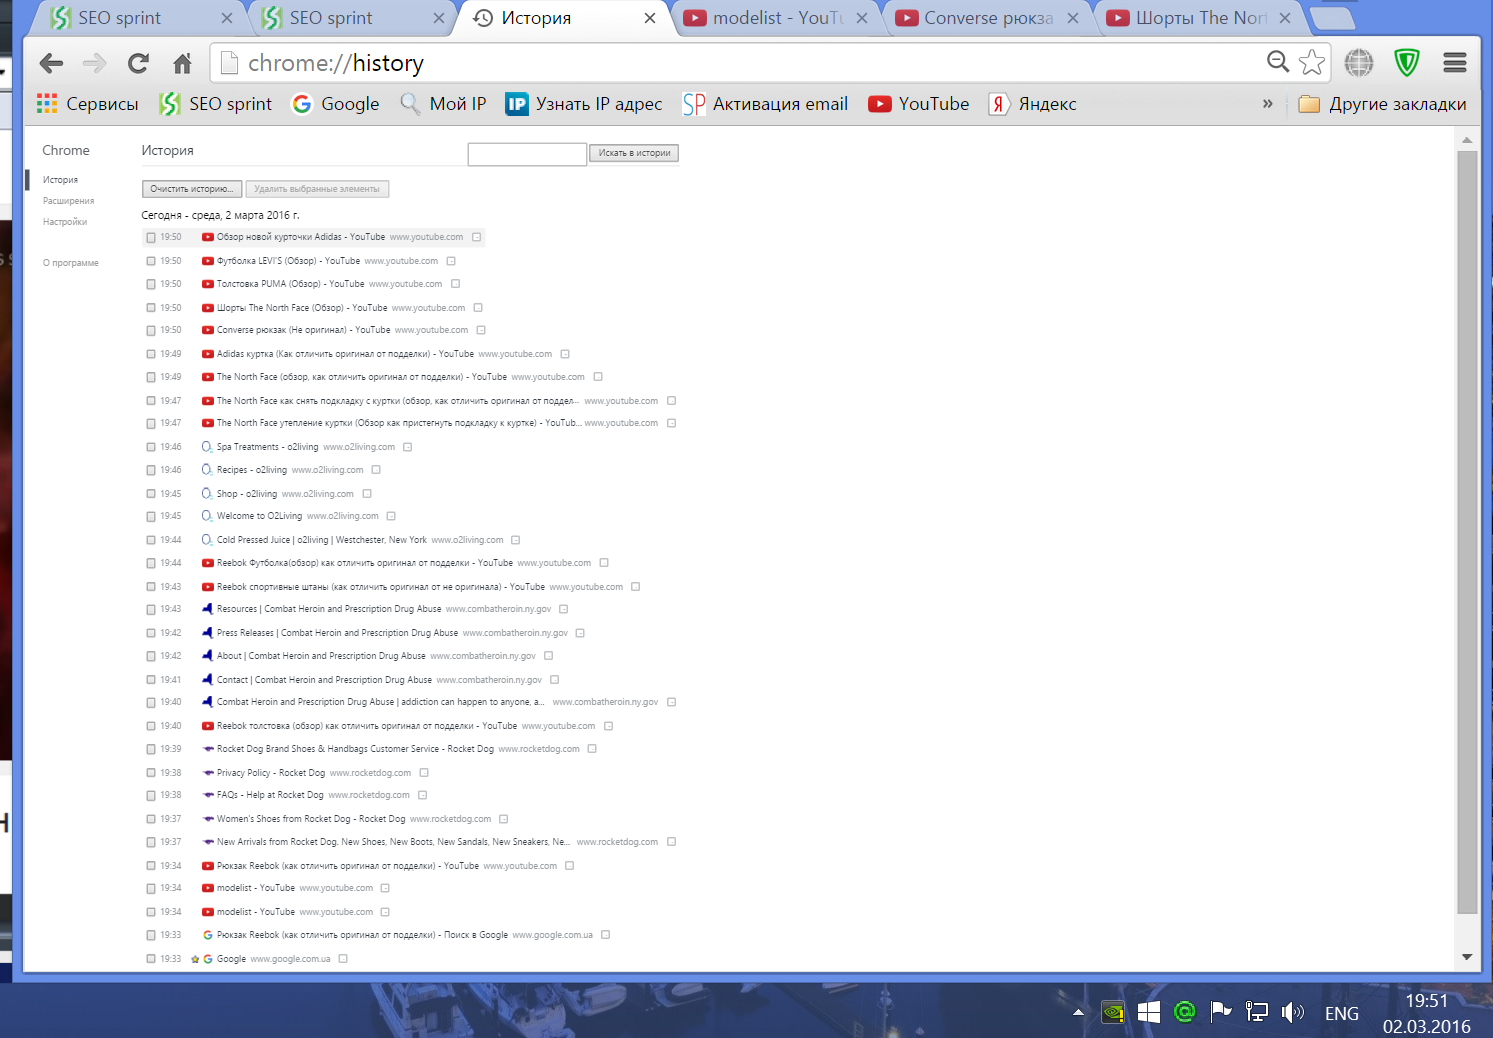 SEO sprint
SEO sprint
История
modelist - YouTu
Converse рюкза
Шорты The Nort
chrome://history
Сервисы
SEO sprint
Google
Мой IP
IP
Узнать IP адрес
SP
Активация email
YouTube
Я
Яндекс
»
Другие закладки
Chrome
История
Расширения
Настройки
О программе
История
Искать в истории
Очистить историю...
Удалить выбранные элементы
Сегодня - среда, 2 марта 2016 г.
19:50 Обзор новой курточки Adidas - YouTube www.youtube.com
19:50 Футболка LEVI'S (Обзор) - YouTube www.youtube.com
19:50 Толстовка PUMA (Обзор) - YouTube www.youtube.com
19:50 Шорты The North Face (Обзор) - YouTube www.youtube.com
19:50 Converse рюкзак (Не оригинал) - YouTube www.youtube.com
19:49 Adidas куртка (Как отличить оригинал от подделки) - YouTube www.youtube.com
19:49 The North Face (обзор, как отличить оригинал от подделки) - YouTube www.youtube.com
19:47 The North Face как снять подкладку с куртки (обзор, как отличить оригинал от поддел... www.youtube.com
19:47 The North Face утепление куртки (Обзор как пристегнуть подкладку к куртке) - YouTub... www.youtube.com
19:46 Spa Treatments - o2living www.o2living.com
19:46 Recipes - o2living www.o2living.com
19:45 Shop - o2living www.o2living.com
19:45 Welcome to O2Living www.o2living.com
19:44 Cold Pressed Juice | o2living | Westchester, New York www.o2living.com
19:44 Reebok Футболка(обзор) как отличить оригинал от подделки - YouTube www.youtube.com
19:43 Reebok спортивные штаны (как отличить оригинал от не оригинала) - YouTube www.youtube.com
19:43 Resources | Combat Heroin and Prescription Drug Abuse www.combatheroin.ny.gov
19:42 Press Releases | Combat Heroin and Prescription Drug Abuse www.combatheroin.ny.gov
19:42 About | Combat Heroin and Prescription Drug Abuse www.combatheroin.ny.gov
19:41 Contact | Combat Heroin and Prescription Drug Abuse www.combatheroin.ny.gov
19:40 Combat Heroin and Prescription Drug Abuse | addiction can happen to anyone, a... www.combatheroin.ny.gov
19:40 Reebok толстовка (обзор) как отличить оригинал от подделки - YouTube www.youtube.com
19:39 Rocket Dog Brand Shoes & Handbags Customer Service - Rocket Dog www.rocketdog.com
19:38 Privacy Policy - Rocket Dog www.rocketdog.com
19:38 FAQs - Help at Rocket Dog www.rocketdog.com
19:37 Women's Shoes from Rocket Dog - Rocket Dog www.rocketdog.com
19:37 New Arrivals from Rocket Dog. New Shoes, New Boots, New Sandals, New Sneakers, Ne... www.rocketdog.com
19:34 Рюкзак Reebok (как отличить оригинал от подделки) - YouTube www.youtube.com
19:34 modelist - YouTube www.youtube.com
19:34 modelist - YouTube www.youtube.com
19:33 Рюкзак Reebok (как отличить оригинал от подделки) - Поиск в Google www.google.com.ua
19:33 Google www.google.com.ua
ENG
19:51
02.03.2016